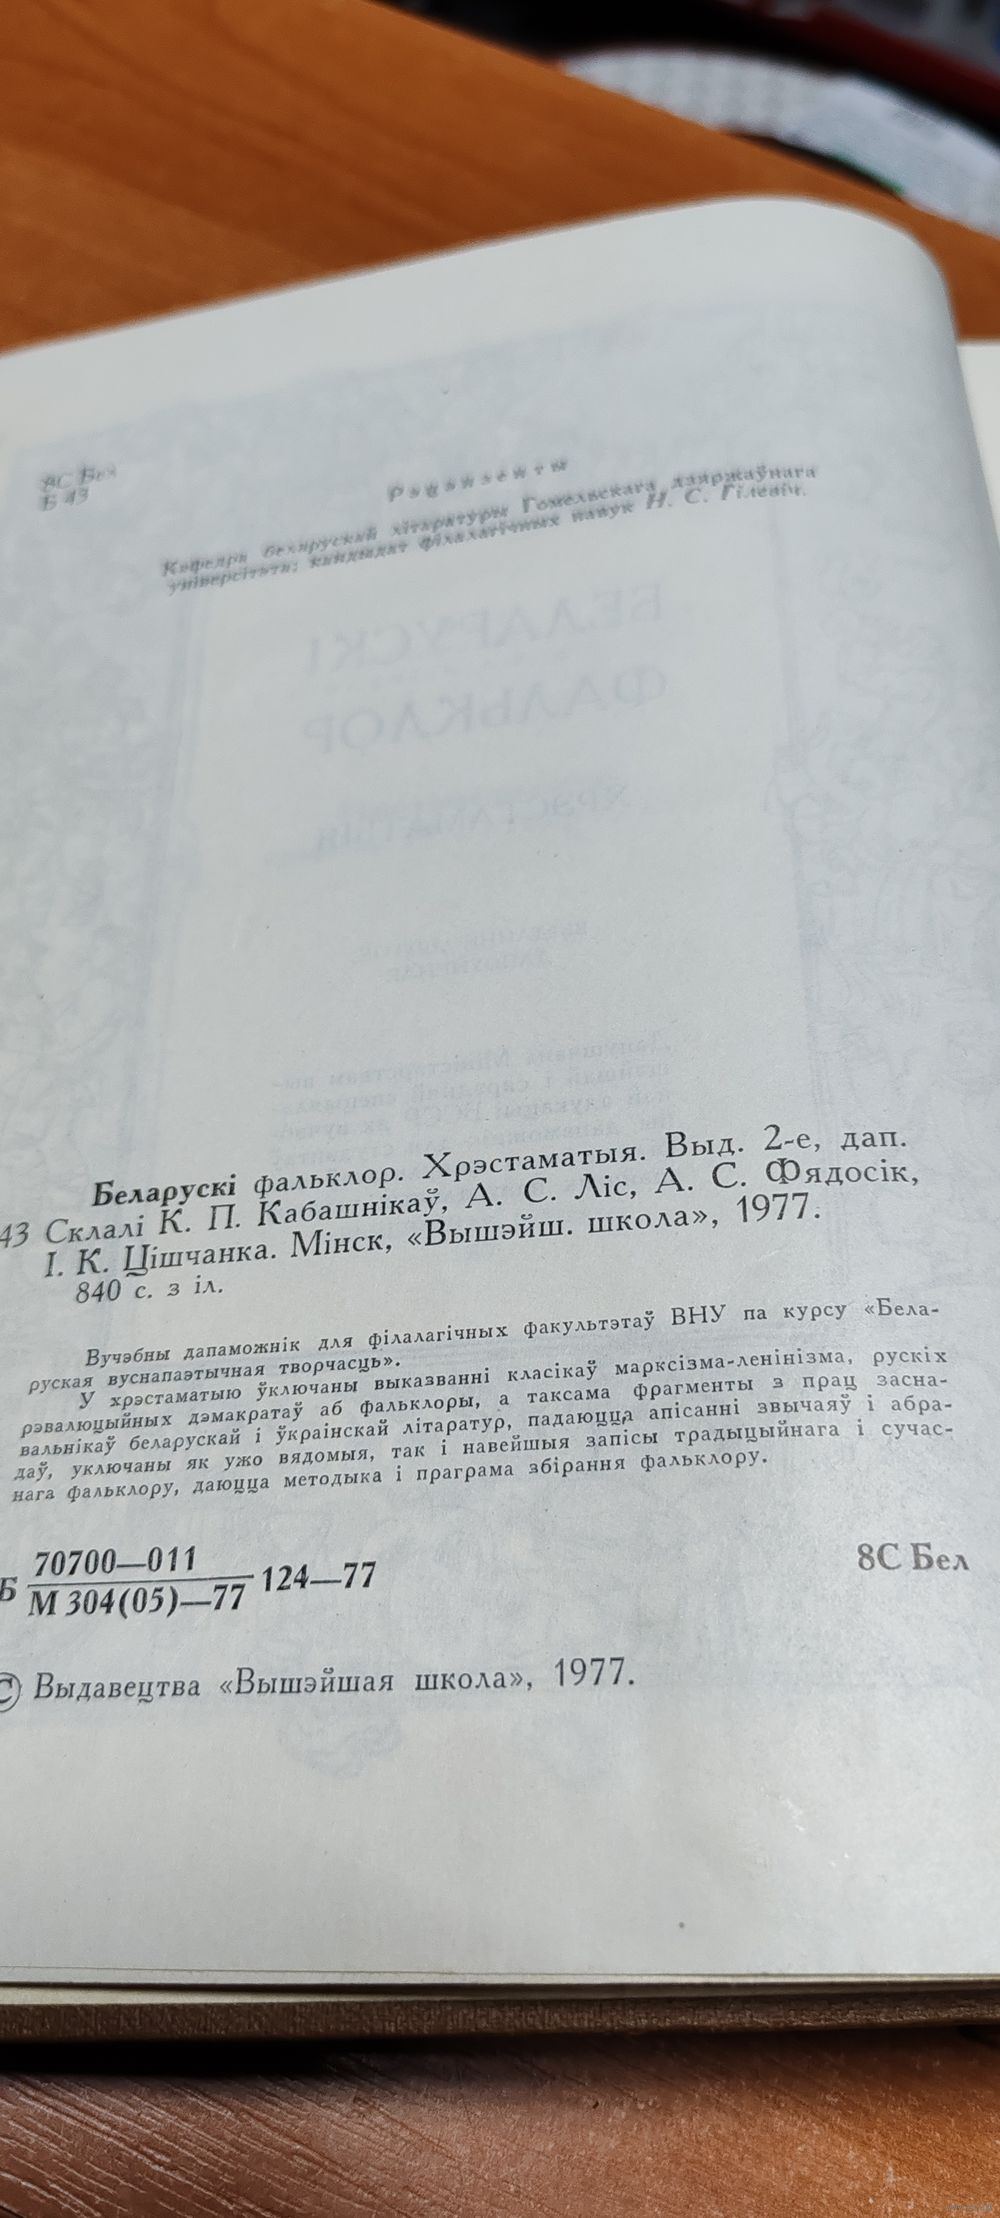 8С Бел
Б 43
Рэцэнзенты
Кафедра беларускай літаратуры Гомельскага дзяржаўнага
універсітэта; кандыдат філалагічных навук Н. С. Гілевіч.
БЕЛАРУСКІ
ФАЛЬКЛОР
ХРЭСТАМАТЫЯ
Беларускі фальклор. Хрэстаматыя. Выд. 2-е, дап.
43 Склалі К. П. Кабашнікаў, А. С. Ліс, А. С. Фядосік,
І. К. Цішчанка. Мінск, «Вышэйш. школа», 1977.
840 с. з іл.
Вучэбны дапаможнік для філалагічных факультэтаў ВНУ па курсу «Бела-
руская вуснапаэтычная творчасць».
У хрэстаматыю ўключаны выказванні класікаў марксізма-ленінізма, рускіх
рэвалюцыйных дэмакратаў аб фальклоры, а таксама фрагменты з прац засна-
вальнікаў беларускай і ўкраінскай літаратур, падаюцца апісанні звычаяў і абра-
даў, уключаны як ужо вядомыя, так і навейшыя запісы традыцыйнага і сучас-
нага фальклору, даюцца методыка і праграма збірання фальклору.
Б 70700—011
М 304(05)—77 124—77
8С Бел
© Выдавецтва «Вышэйшая школа», 1977.